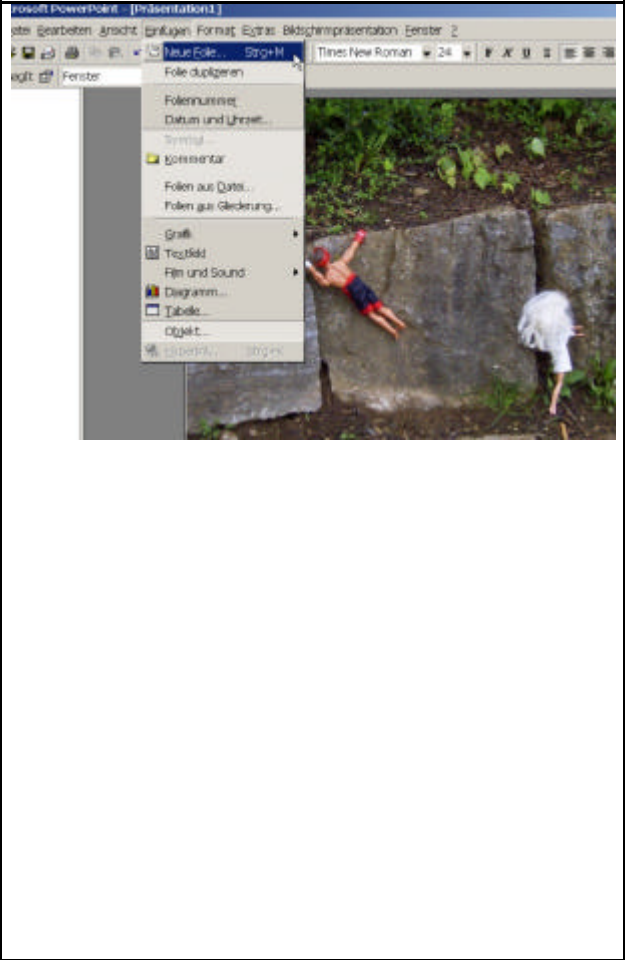 rosoft PowerPoint - [Präsentation1]
atei Bearbeiten Ansicht Einfügen Format Extras Bildschirmpräsentation Fenster ?
Neue Folie... Strg+M Times New Roman 24 F K U S
Folie duplizieren
Fenster
Foliennummer
Datum und Uhrzeit...
Kommentar
Folien aus Datei...
Folien aus Gliederung...
Grafik
Textfeld
Film und Sound
Diagramm...
Tabelle...
Objekt...
Hyperlink... Strg+K